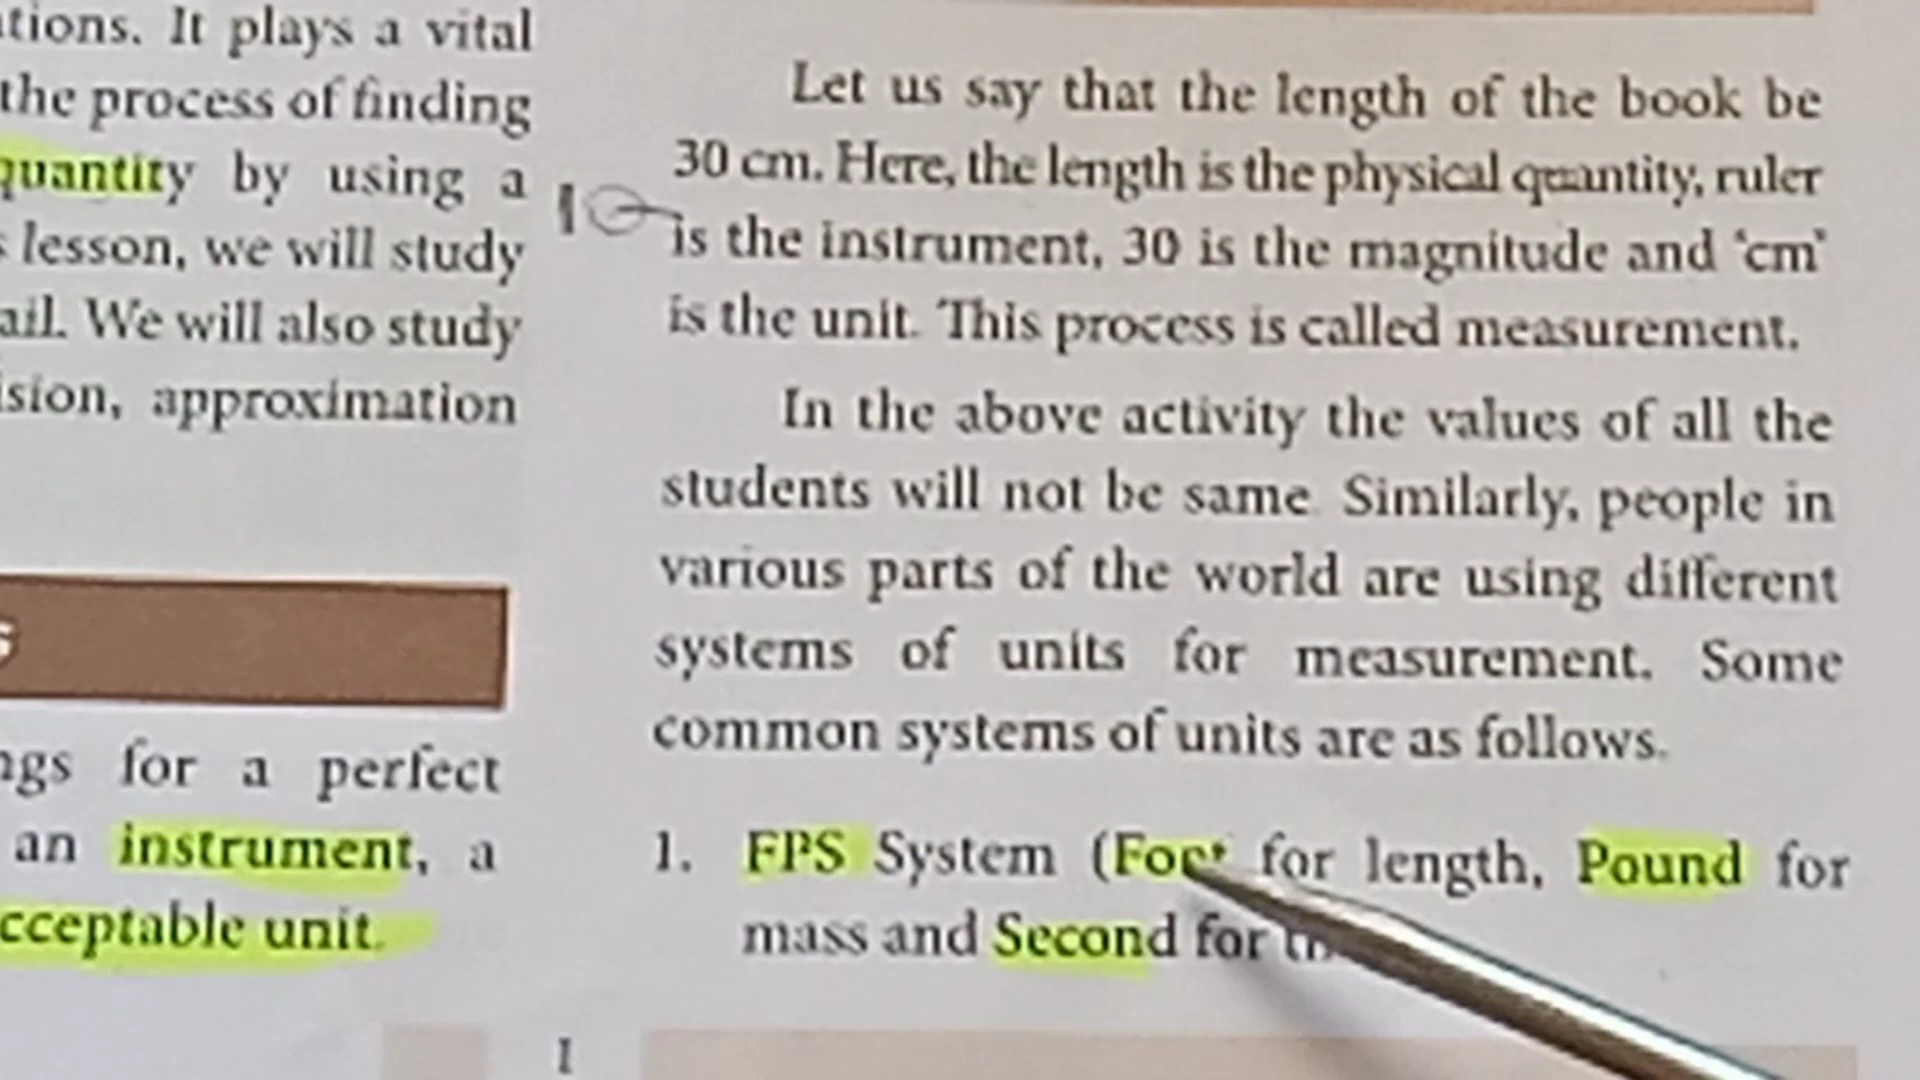 tions. It plays a vital
the process of finding
quantity by using a
lesson, we will study
ail. We will also study
ision, approximation
s
ngs for a perfect
an instrument, a
cceptable unit.
Let us say that the length of the book be
30 cm. Here, the length is the physical quantity, ruler
is the instrument, 30 is the magnitude and 'cm'
is the unit. This process is called measurement.
In the above activity the values of all the
students will not be same. Similarly, people in
various parts of the world are using different
systems of units for measurement. Some
common systems of units are as follows.
1. FPS System (Foot for length, Pound for
mass and Second for
1